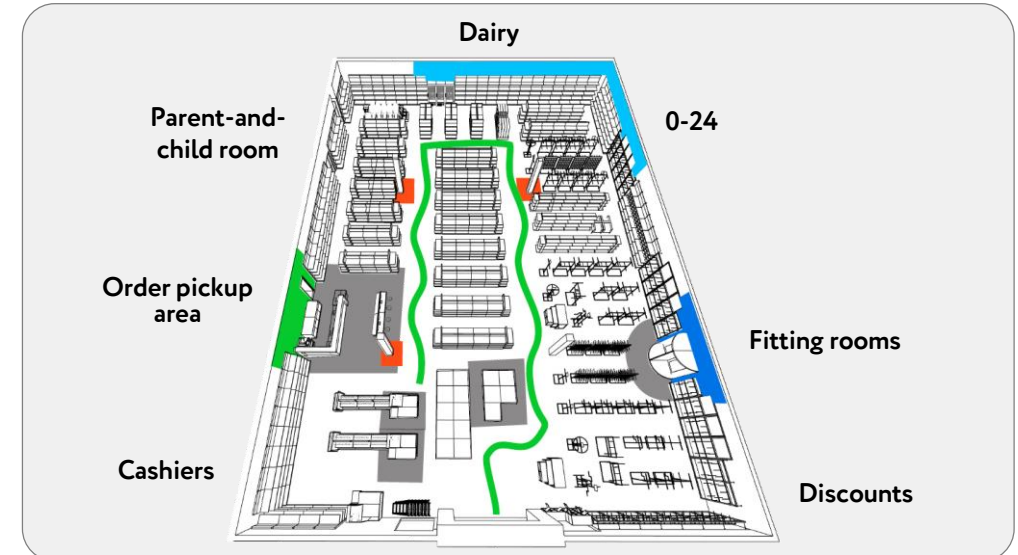 Dairy
Parent-and-
child room
0-24
Order pickup
area
Fitting rooms
Cashiers
Discounts